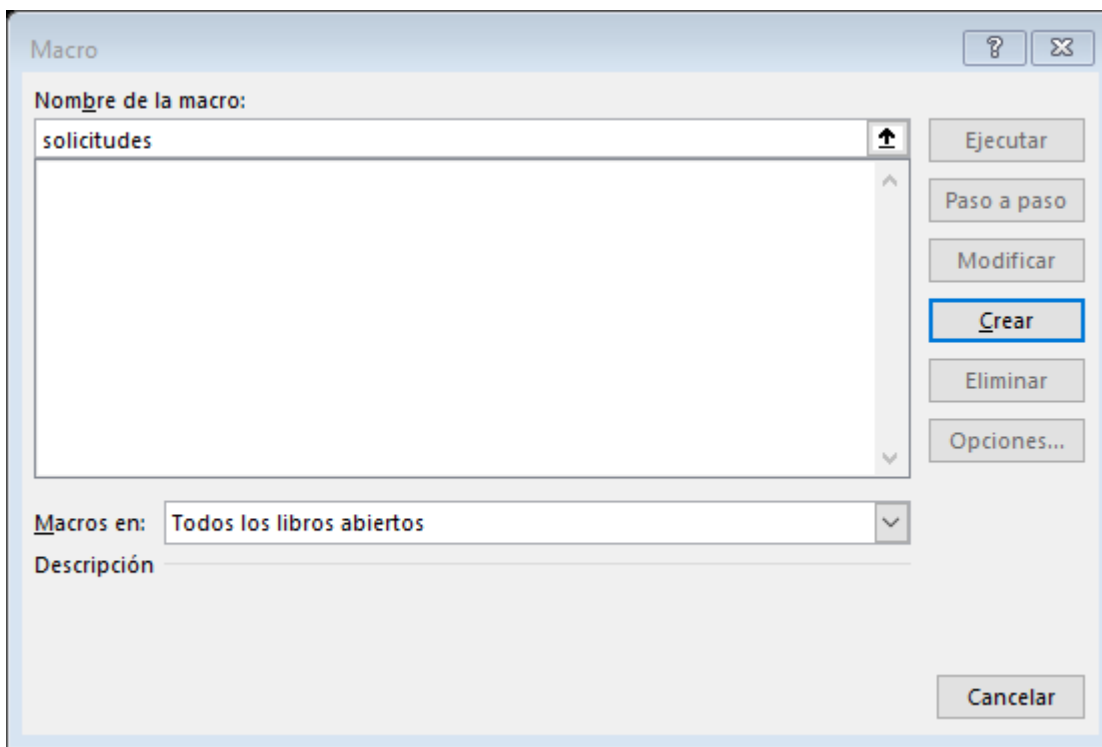 Macro
Nombre de la macro:
solicitudes
Ejecutar
Paso a paso
Modificar
Crear
Eliminar
Opciones...
Macros en: Todos los libros abiertos
Descripción
Cancelar